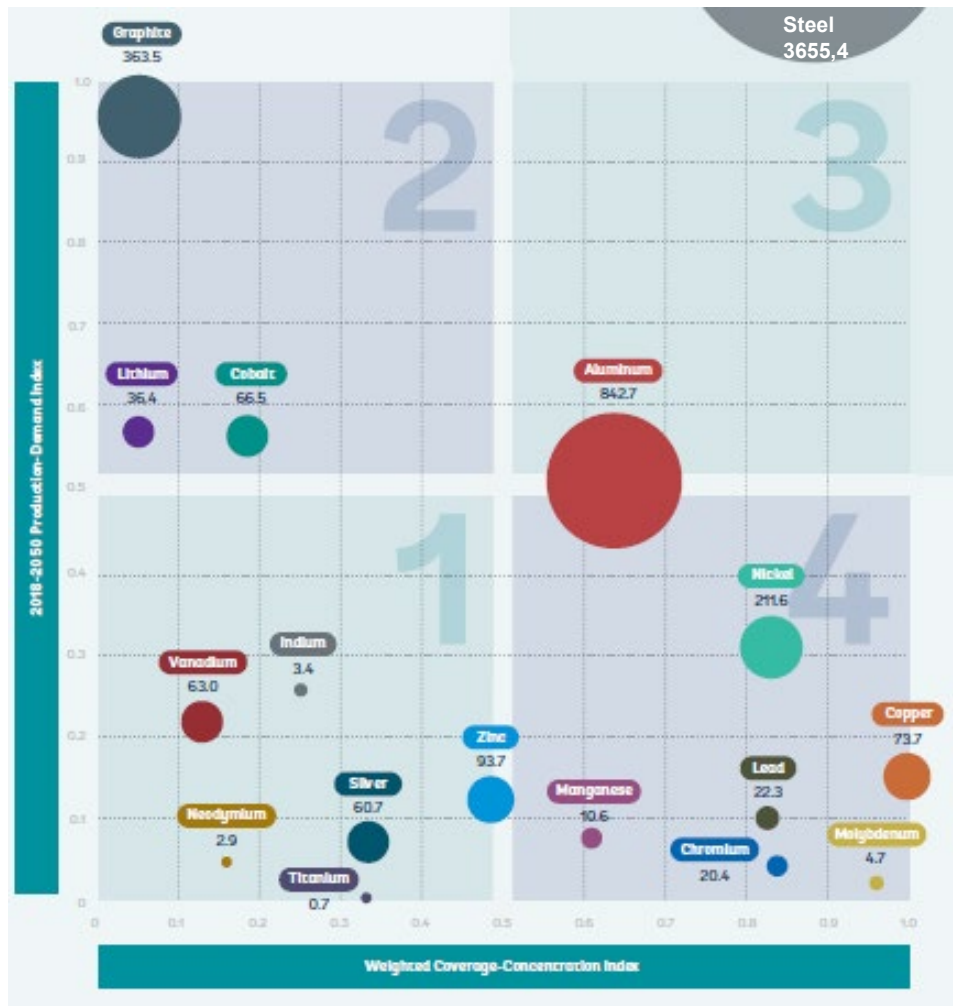 Steel
3655,4
Graphite
363.5
1.0
2
3
0.9
0.8
0.7
Lithium
36,4
Cobalt
66.5
Aluminum
842.7
0.6
0.5
1
4
0.4
Nickel
211.6
Indium
3.4
0.3
Vanadium
63.0
Copper
73.7
0.2
Zinc
93.7
Lead
22.3
Silver
60.7
Manganese
10.6
Neodymium
2.9
0.1
Molybdenum
4.7
Chromium
20.4
Titanium
0.7
0
0 0.1 0.2 0.3 0.4 0.5 0.6 0.7 0.8 0.9 1.0
2018-2050 Production-Demand Index
Weighted Coverage-Concentration Index